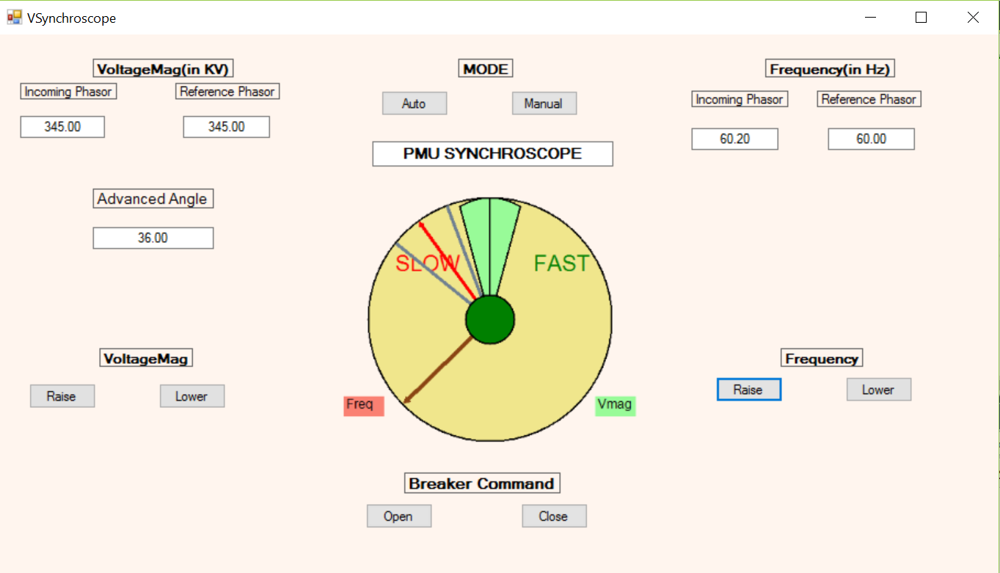 VSynchroscope
VoltageMag(in KV)
MODE
Frequency(in Hz)
Incoming Phasor
Reference Phasor
Auto
Manual
Incoming Phasor
Reference Phasor
345.00
345.00
60.20
60.00
PMU SYNCHROSCOPE
Advanced Angle
36.00
SLOW
FAST
VoltageMag
Frequency
Raise
Lower
Raise
Lower
Freq
Vmag
Breaker Command
Open
Close